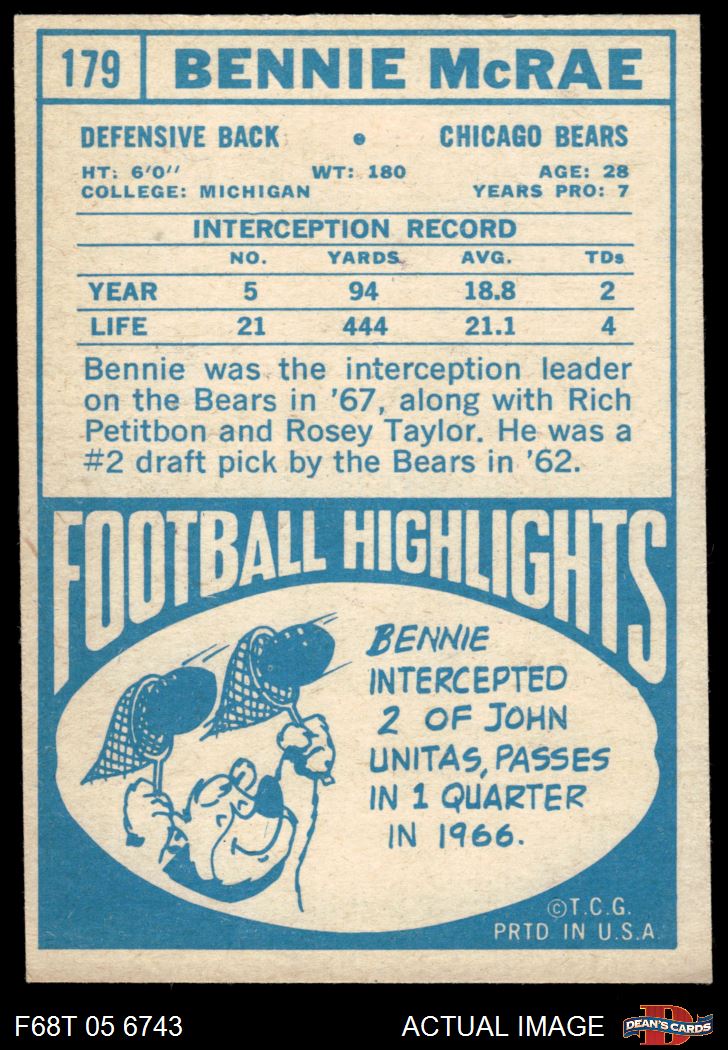 179 BENNIE McRAE
DEFENSIVE BACK • CHICAGO BEARS
HT: 6'0" WT: 180 AGE: 28
COLLEGE: MICHIGAN YEARS PRO: 7
INTERCEPTION RECORD
NO. YARDS AVG. TDs
YEAR 5 94 18.8 2
LIFE 21 444 21.1 4
Bennie was the interception leader
on the Bears in '67, along with Rich
Petitbon and Rosey Taylor. He was a
#2 draft pick by the Bears in '62.
FOOTBALL HIGHLIGHTS
BENNIE
INTERCEPTED
2 OF JOHN
UNITAS, PASSES
IN 1 QUARTER
IN 1966.
©T.C.G.
PRTD IN U.S.A.
F68T 05 6743 ACTUAL IMAGE D DEAN'S CARDS